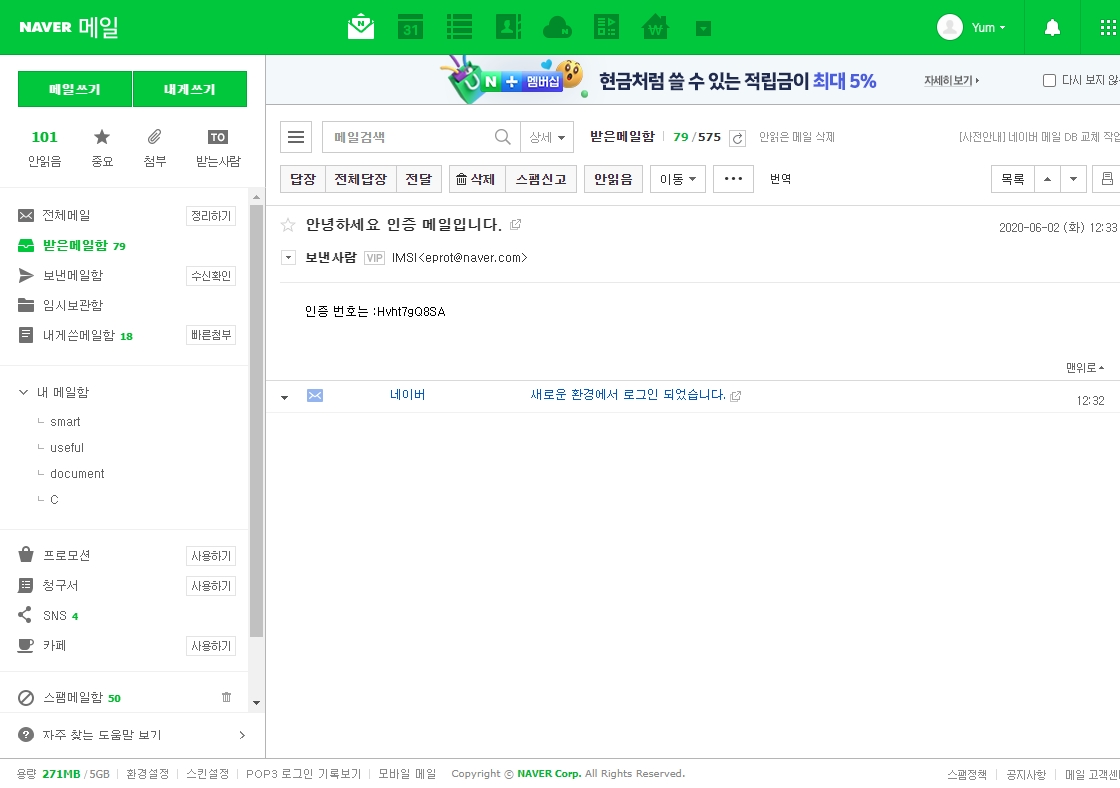 NAVER 메일
31
N
₩
Yum
메일쓰기 내게쓰기
N + 멤버십 현금처럼 쓸 수 있는 적립금이 최대 5% 자세히보기 다시 보지 않
101 TO
안읽음 중요 첨부 받는사람
메일검색 상세 받은메일함 79 / 575 안읽은 메일 삭제 [사전안내] 네이버 메일 DB 교체 작업
답장 전체답장 전달 삭제 스팸신고 안읽음 이동 ••• 번역 목록
전체메일 정리하기
받은메일함 79
보낸메일함 수신확인
임시보관함
내게쓴메일함 18 빠른첨부
내 메일함
smart
useful
document
C
프로모션 사용하기
청구서 사용하기
SNS 4
카페 사용하기
스팸메일함 50
? 자주 찾는 도움말 보기
안녕하세요 인증 메일입니다. 2020-06-02 (화) 12:33
보낸사람 VIP IMSI<eprot@naver.com>
인증 번호는 :Hvht7gQ8SA
맨위로
네이버 새로운 환경에서 로그인 되었습니다. 12:32
용량 271MB / 5GB 환경설정 스킨설정 POP3 로그인 기록보기 모바일 메일 Copyright © NAVER Corp. All Rights Reserved. 스팸정책 공지사항 메일 고객센